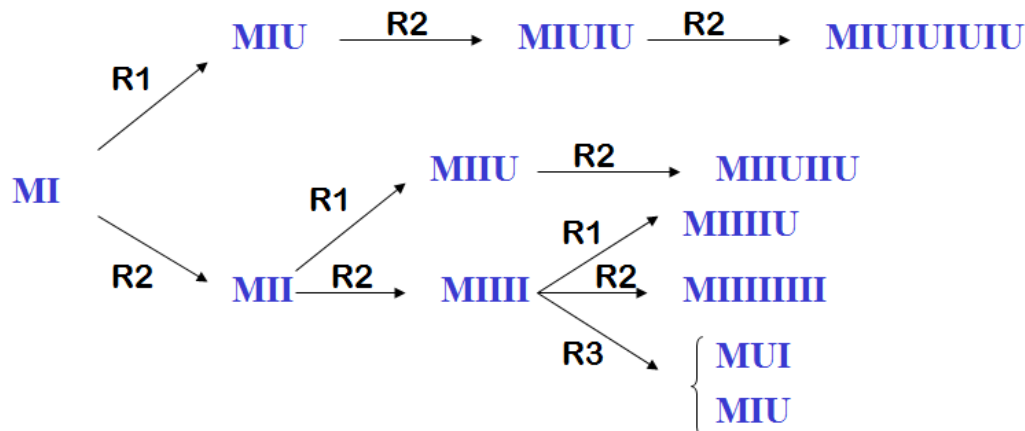 MIU R2 MIUIU R2 MIUIUIUIU
R1
MIIU R2 MIIUIIU
MI
R1
R1 MIIIIU
R2
MII R2 MIIII R2 MIIIIIIII
R3 MUI
MIU